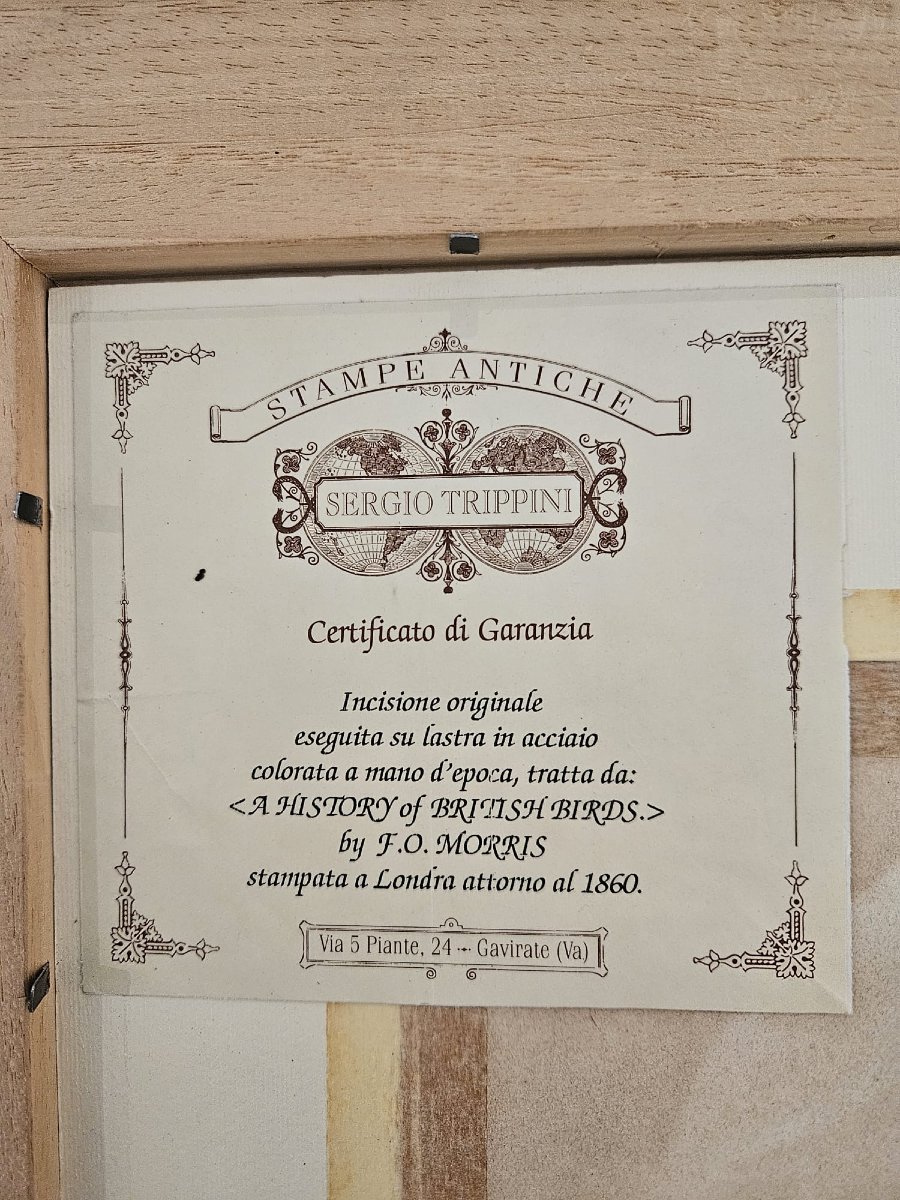 STAMPE ANTICHE
SERGIO TRIPPINI
Certificato di Garanzia
Incisione originale
eseguita su lastra in acciaio
colorata a mano d'epoca, tratta da:
<A HISTORY of BRITISH BIRDS.>
by F.O. MORRIS
stampata a Londra attorno al 1860.
Via 5 Piante, 24 -•- Gavirate (Va)